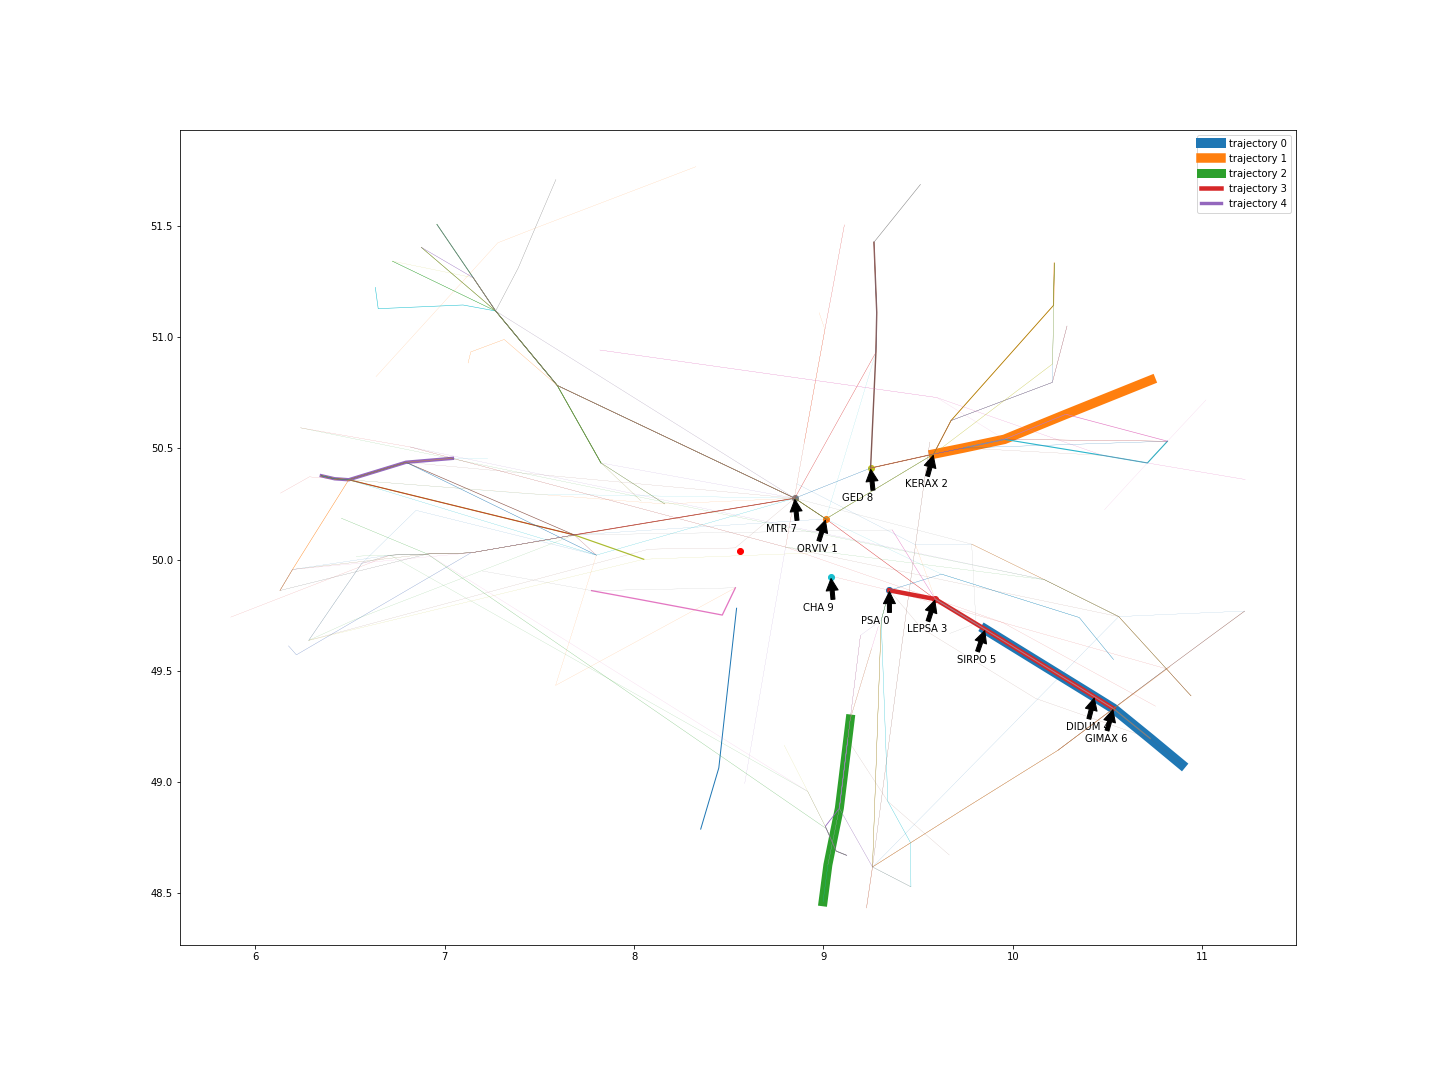 trajectory 0
trajectory 1
trajectory 2
trajectory 3
trajectory 4
51.5
51.0
50.5
50.0
49.5
49.0
48.5
KERAX 2
GED 8
MTR 7
ORVIV 1
CHA 9
PSA 0
LEPSA 3
SIRPO 5
DIDUM
GIMAX 6
6
7
8
9
10
11